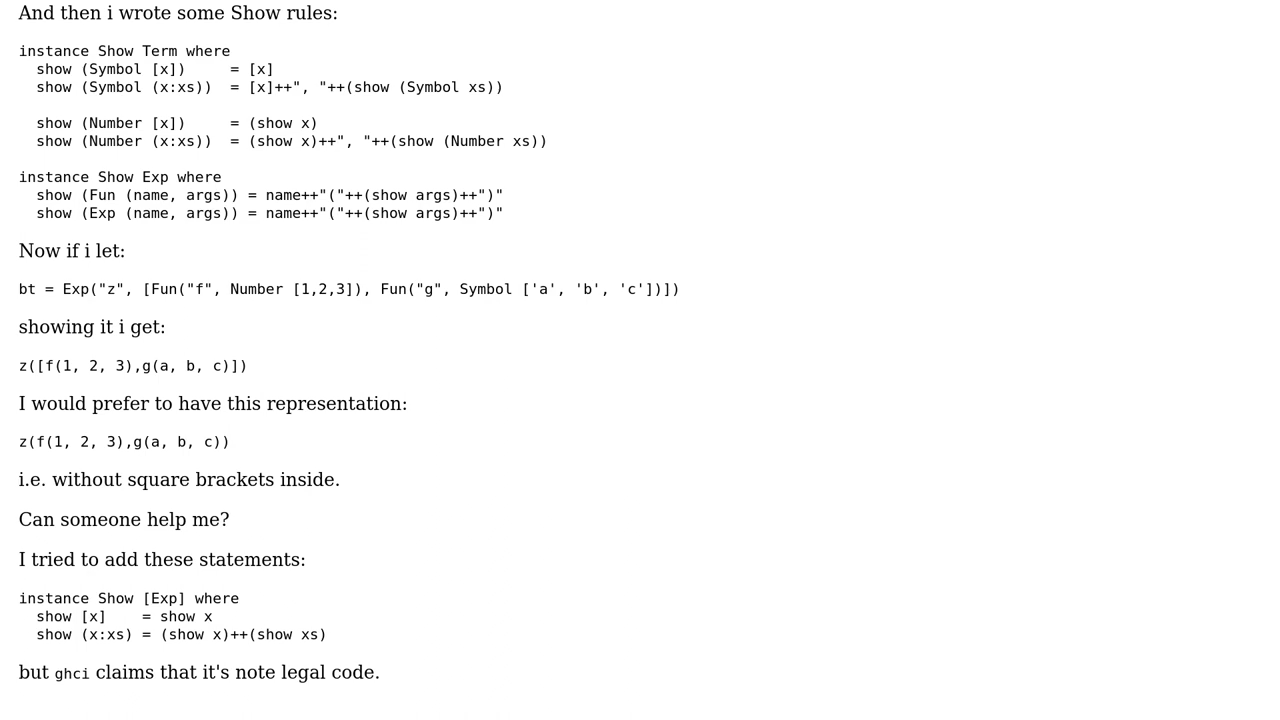 And then i wrote some Show rules:
instance Show Term where
  show (Symbol [x])     = [x]
  show (Symbol (x:xs))  = [x]++", "++(show (Symbol xs))
  show (Number [x])     = (show x)
  show (Number (x:xs))  = (show x)++", "++(show (Number xs))
instance Show Exp where
  show (Fun (name, args)) = name++"("++(show args)++")"
  show (Exp (name, args)) = name++"("++(show args)++")"
Now if i let:
bt = Exp("z", [Fun("f", Number [1,2,3]), Fun("g", Symbol ['a', 'b', 'c'])])
showing it i get:
z([f(1, 2, 3),g(a, b, c)])
I would prefer to have this representation:
z(f(1, 2, 3),g(a, b, c))
i.e. without square brackets inside.
Can someone help me?
I tried to add these statements:
instance Show [Exp] where
  show [x]    = show x
  show (x:xs) = (show x)++(show xs)
but ghci claims that it's note legal code.